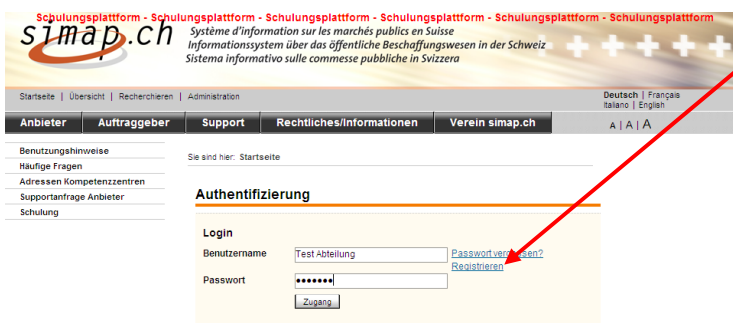 Schulungsplattform - Schulungsplattform - Schulungsplattform - Schulungsplattform - Schulungsplattform - Schulungsplattform
simap.ch
Système d'information sur les marchés publics en Suisse
Informationssystem über das öffentliche Beschaffungswesen in der Schweiz
Sistema informativo sulle commesse pubbliche in Svizzera
Startseite | Übersicht | Recherchieren | Administration
Deutsch | Français
Italiano | English
Anbieter Auftraggeber Support Rechtliches/Informationen Verein simap.ch
A | A | A
Benutzungshinweise
Häufige Fragen
Adressen Kompetenzzentren
Supportanfrage Anbieter
Schulung
Sie sind hier: Startseite
Authentifizierung
Login
Benutzername Test Abteilung Passwort vergessen?
Registrieren
Passwort •••••••
Zugang